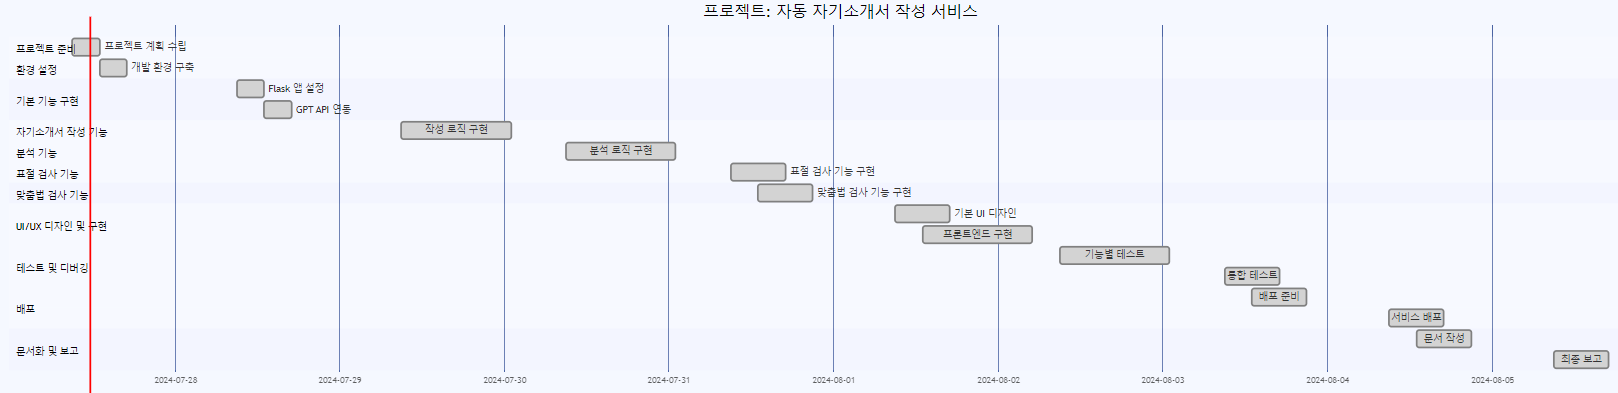 프로젝트: 자동 자기소개서 작성 서비스
프로젝트 준비
프로젝트 계획 수립
환경 설정
개발 환경 구축
기본 기능 구현
Flask 앱 설정
GPT API 연동
자기소개서 작성 기능
작성 로직 구현
분석 기능
분석 로직 구현
표절 검사 기능
표절 검사 기능 구현
맞춤법 검사 기능
맞춤법 검사 기능 구현
UI/UX 디자인 및 구현
기본 UI 디자인
프론트엔드 구현
테스트 및 디버깅
기능별 테스트
통합 테스트
배포
배포 준비
서비스 배포
문서화 및 보고
문서 작성
최종 보고
2024-07-28
2024-07-29
2024-07-30
2024-07-31
2024-08-01
2024-08-02
2024-08-03
2024-08-04
2024-08-05